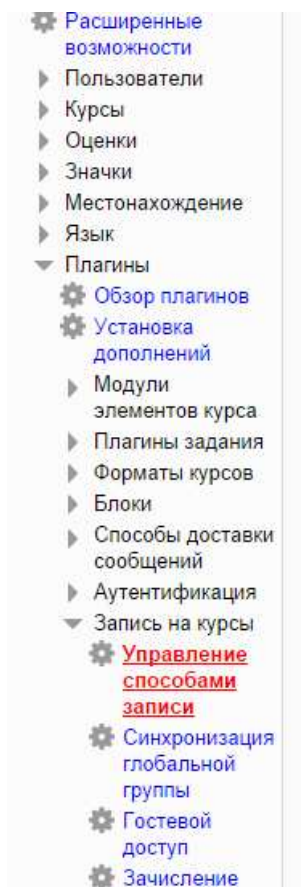 Расширенные
возможности
Пользователи
Курсы
Оценки
Значки
Местонахождение
Язык
Плагины
Обзор плагинов
Установка
дополнений
Модули
элементов курса
Плагины задания
Форматы курсов
Блоки
Способы доставки
сообщений
Аутентификация
Запись на курсы
Управление
способами
записи
Синхронизация
глобальной
группы
Гостевой
доступ
Зачисление